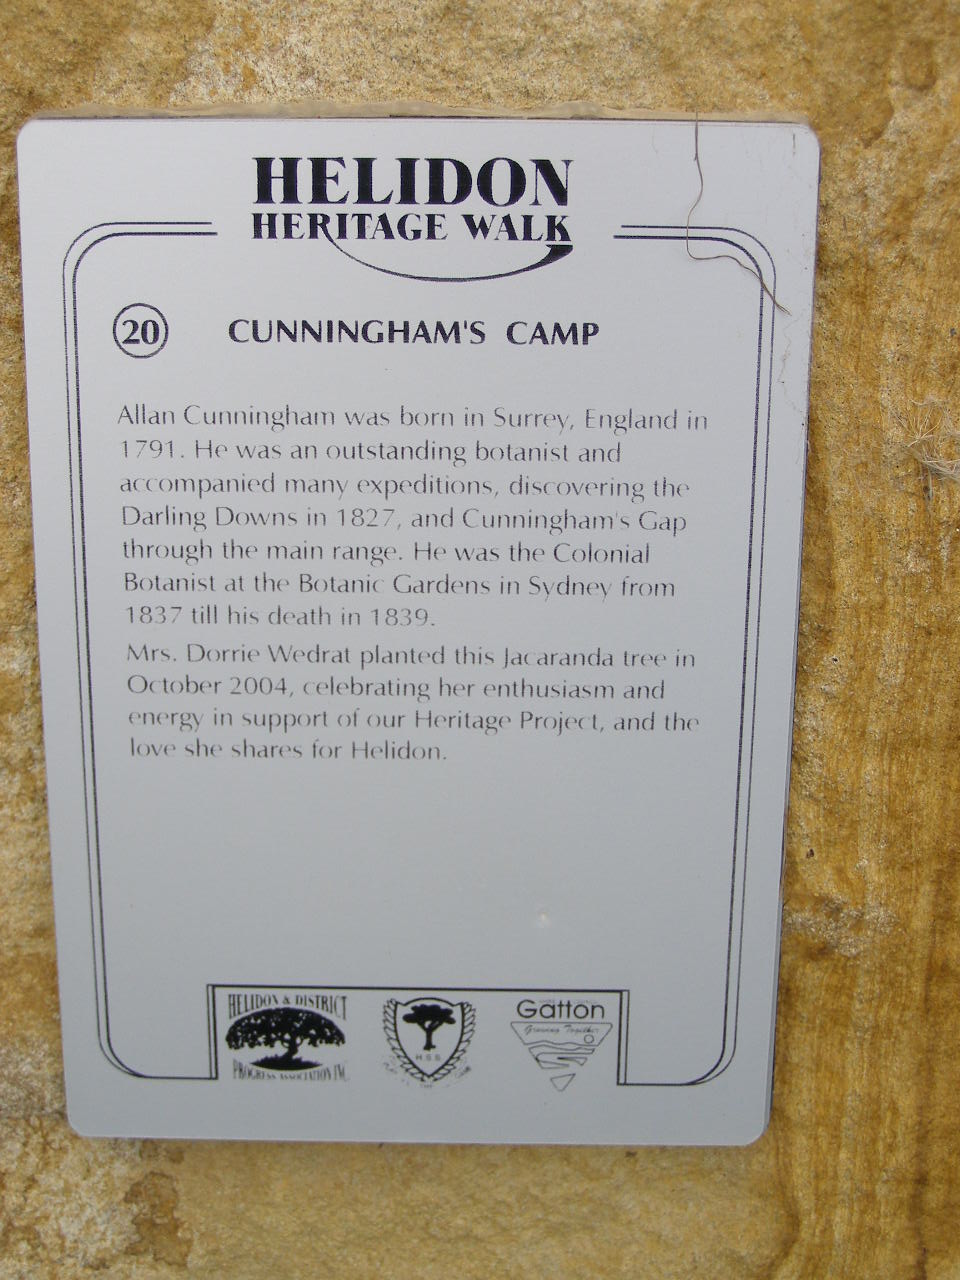 HELIDON
HERITAGE WALK
20 CUNNINGHAM'S CAMP
Allan Cunningham was born in Surrey, England in
1791. He was an outstanding botanist and
accompanied many expeditions, discovering the
Darling Downs in 1827, and Cunningham's Gap
through the main range. He was the Colonial
Botanist at the Botanic Gardens in Sydney from
1837 till his death in 1839.
Mrs. Dorrie Wedrat planted this Jacaranda tree in
October 2004, celebrating her enthusiasm and
energy in support of our Heritage Project, and the
love she shares for Helidon.
HELIDON & DISTRICT
PROGRESS ASSOCIATION INC.
H S S
Gatton
Growing Together